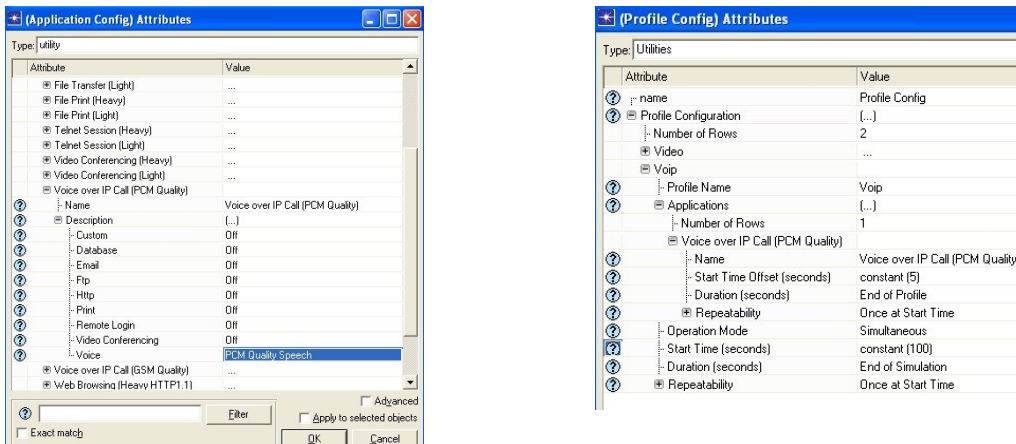 (Application Config) Attributes
Type: utility
Attribute Value
File Transfer (Light) ...
File Print (Heavy) ...
File Print (Light) ...
Telnet Session (Heavy) ...
Telnet Session (Light) ...
Video Conferencing (Heavy) ...
Video Conferencing (Light) ...
Voice over IP Call (PCM Quality)
Name Voice over IP Call (PCM Quality)
Description (...)
Custom Off
Database Off
Email Off
Ftp Off
Http Off
Print Off
Remote Login Off
Video Conferencing Off
Voice PCM Quality Speech
Voice over IP Call (GSM Quality) ...
Web Browsing (Heavy HTTP1.1) ...
Advanced
Filter
Apply to selected objects
Exact match
OK Cancel
(Profile Config) Attributes
Type: Utilities
Attribute Value
name Profile Config
Profile Configuration (...)
Number of Rows 2
Video ...
Voip
Profile Name Voip
Applications (...)
Number of Rows 1
Voice over IP Call (PCM Quality)
Name Voice over IP Call (PCM Quality
Start Time Offset (seconds) constant (5)
Duration (seconds) End of Profile
Repeatability Once at Start Time
Operation Mode Simultaneous
Start Time (seconds) constant (100)
Duration (seconds) End of Simulation
Repeatability Once at Start Time